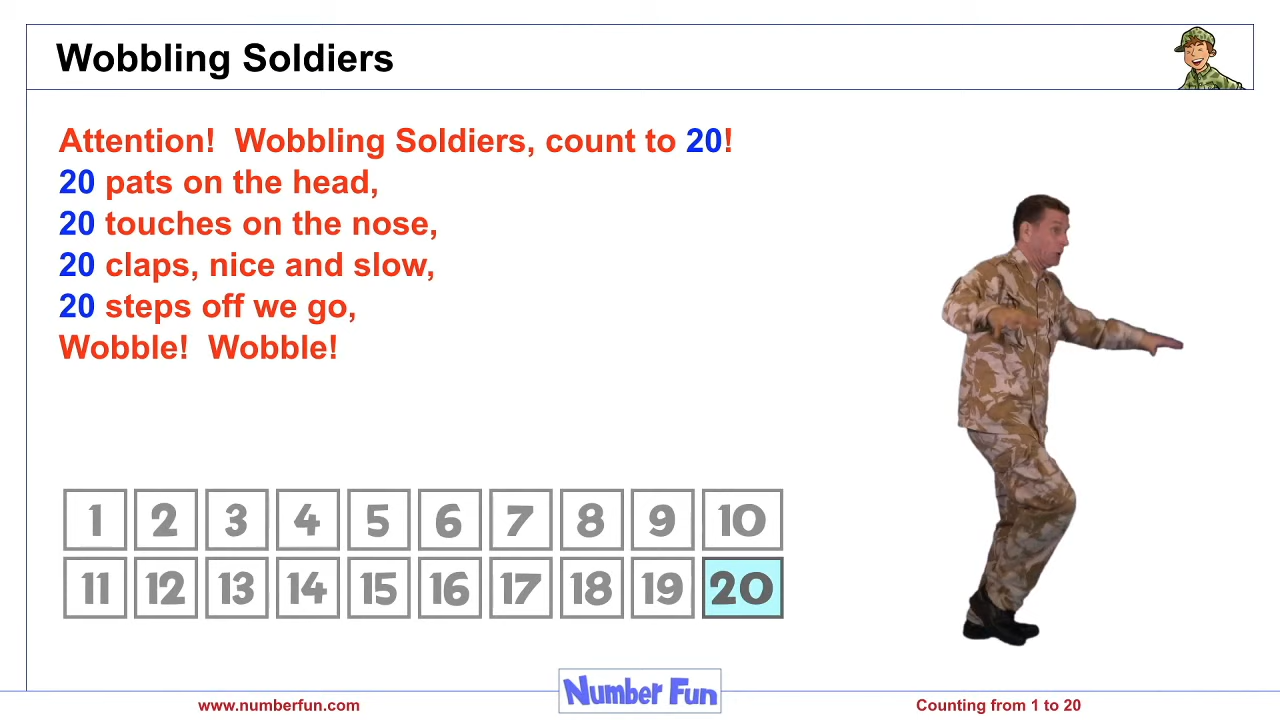 Wobbling Soldiers
Attention!  Wobbling Soldiers, count to 20!
20 pats on the head,
20 touches on the nose,
20 claps, nice and slow,
20 steps off we go,
Wobble!  Wobble!
1 2 3 4 5 6 7 8 9 10
11 12 13 14 15 16 17 18 19 20
www.numberfun.com Number Fun Counting from 1 to 20